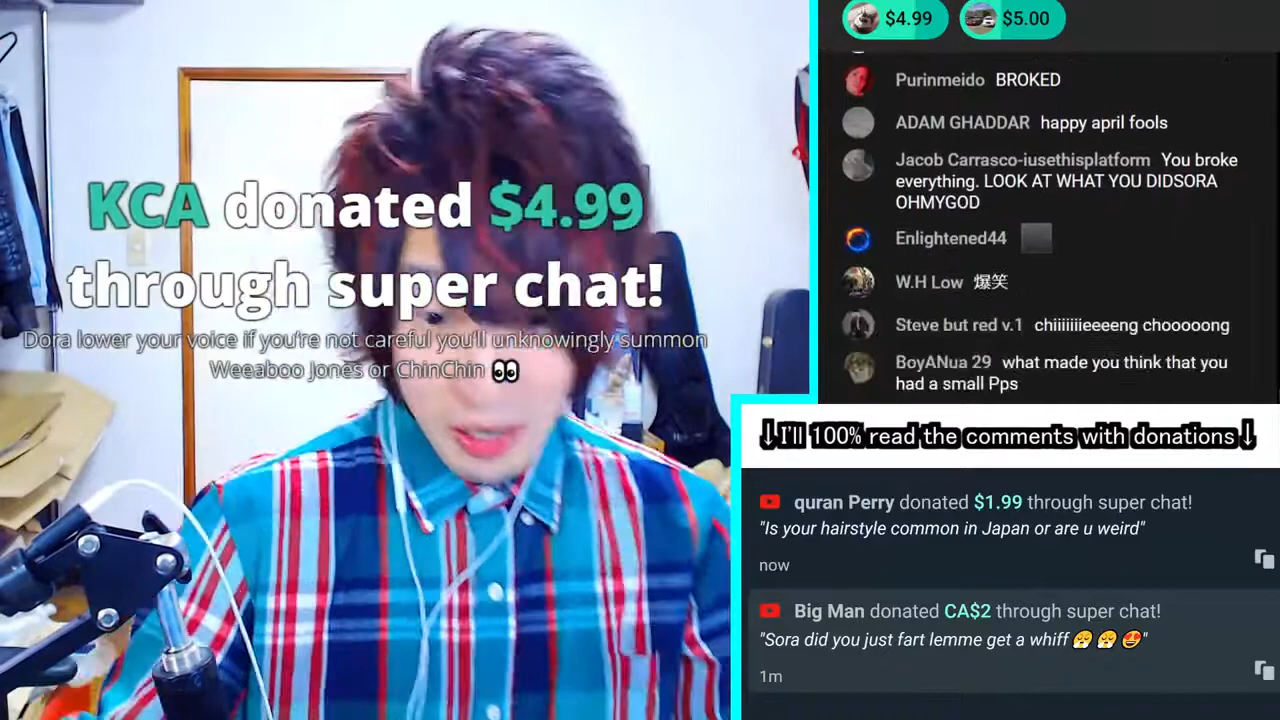 KCA donated $4.99
through super chat!
Dora lower your voice if you're not careful you'll unknowingly summon
Weeaboo Jones or ChinChin 👀
$4.99
$5.00
Purinmeido BROKED
ADAM GHADDAR happy april fools
Jacob Carrasco-iusethisplatform You broke
everything. LOOK AT WHAT YOU DIDSORA
OHMYGOD
Enlightened44
W.H Low 爆笑
Steve but red v.1 chiiiiiieeeeng chooooong
BoyANua 29 what made you think that you
had a small Pps
↓I'll 100% read the comments with donations↓
quran Perry donated $1.99 through super chat!
"Is your hairstyle common in Japan or are u weird"
now
Big Man donated CA$2 through super chat!
"Sora did you just fart lemme get a whiff 😤 😤 😍"
1m